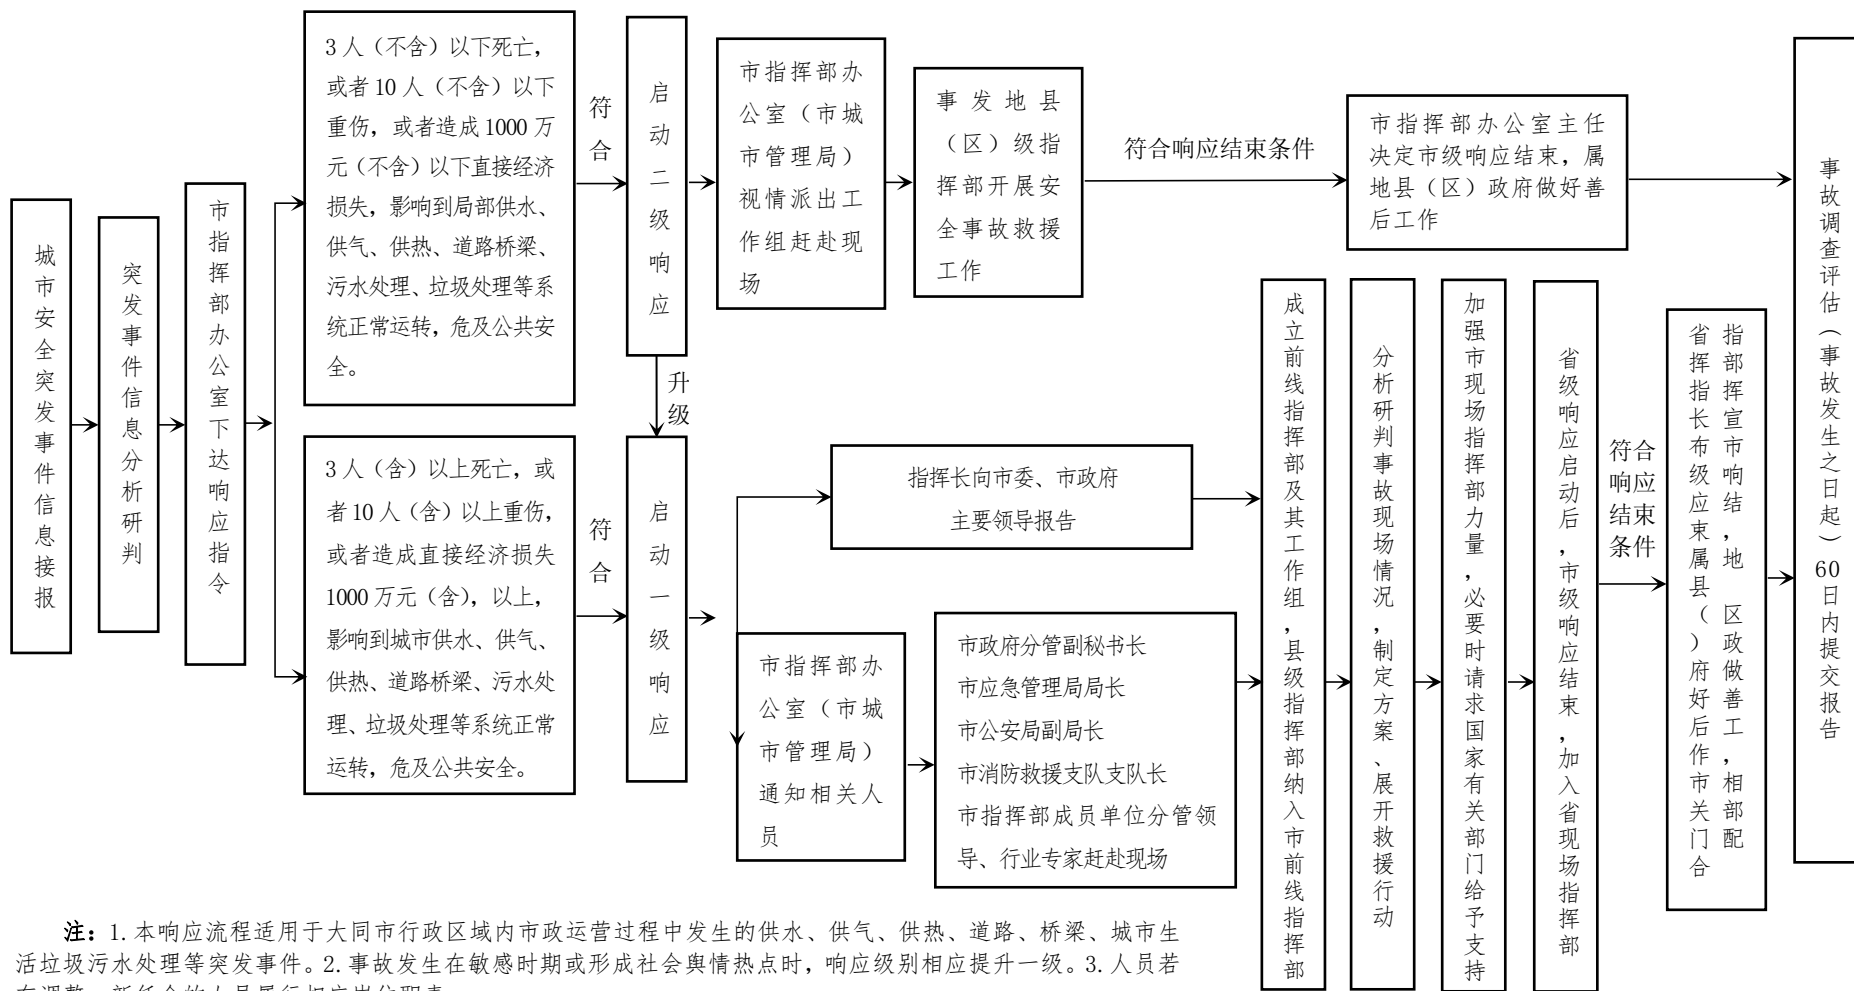 城市安全突发事件信息接报
突发事件信息分析研判
市指挥部办公室下达响应指令
3人（不含）以下死亡，
或者10人（不含）以下
重伤，或者造成1000万
元（不含）以下直接经济
损失，影响到局部供水、
供气、供热、道路桥梁、
污水处理、垃圾处理等系
统正常运转，危及公共安
全。
符合
启动二级响应
市指挥部办
公室（市城
市管理局）
视情派出工
作组赶赴现
场
事发地县
（区）级指
挥部开展安
全事故救援
工作
符合响应结束条件
市指挥部办公室主任
决定市级响应结束，属
地县（区）政府做好善
后工作
升级
3人（含）以上死亡，或
者10人（含）以上重伤，
或者造成直接经济损失
1000万元（含），以上，
影响到城市供水、供气、
供热、道路桥梁、污水处
理、垃圾处理等系统正常
运转，危及公共安全。
符合
启动一级响应
指挥长向市委、市政府
主要领导报告
市指挥部办
公室（市城
市管理局）
通知相关人
员
市政府分管副秘书长
市应急管理局局长
市公安局副局长
市消防救援支队支队长
市指挥部成员单位分管领
导、行业专家赶赴现场
成立前线指挥部及其工作组，县级指挥部纳入市前线指挥部
分析研判事故现场情况，制定方案、展开救援行动
加强市现场指挥部力量，必要时请求国家有关部门给予支持
省级响应启动后，市级响应结束，加入省现场指挥部
符合
响应
结束
条件
省指挥部指挥长宣布市级响应结束，属地县（区）政府做好善后工作，市相关部门配合
事故调查评估（事故发生之日起）60日内提交报告
注：1.本响应流程适用于大同市行政区域内市政运营过程中发生的供水、供气、供热、道路、桥梁、城市生
活垃圾污水处理等突发事件。2.事故发生在敏感时期或形成社会舆情热点时，响应级别相应提升一级。3.人员若